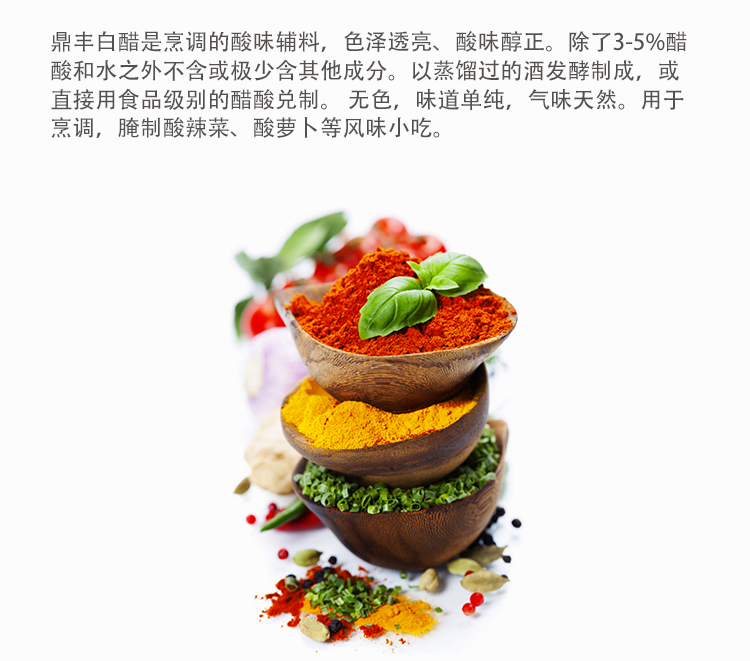 鼎丰白醋是烹调的酸味辅料，色泽透亮、酸味醇正。除了3-5%醋
酸和水之外不含或极少含其他成分。以蒸馏过的酒发酵制成，或
直接用食品级别的醋酸兑制。 无色，味道单纯，气味天然。用于
烹调，腌制酸辣菜、酸萝卜等风味小吃。